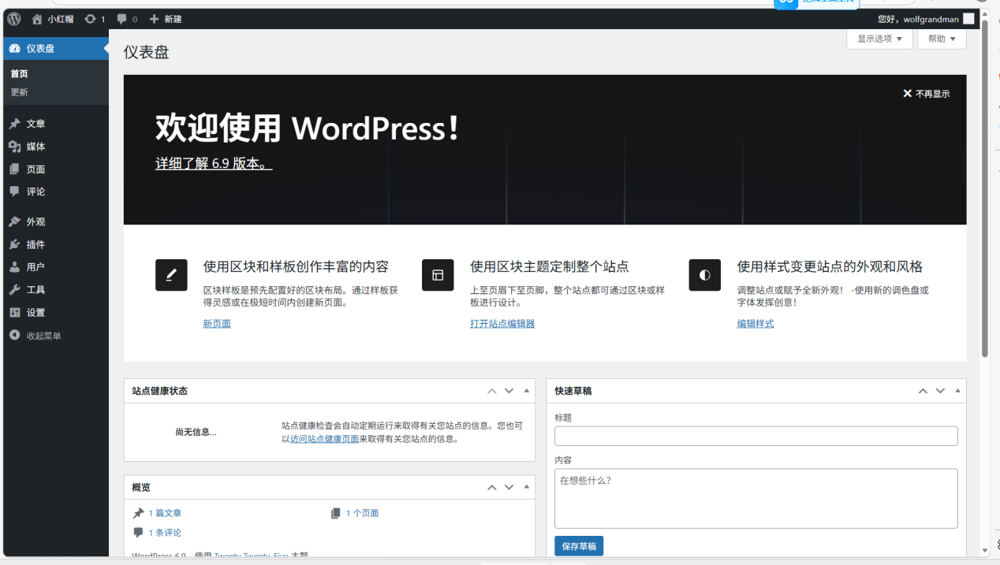 小红帽 1 0 新建 您好，wolfgrandman
仪表盘
首页
更新
文章
媒体
页面
评论
外观
插件
用户
工具
设置
收起菜单
显示选项 帮助
仪表盘
不再显示
欢迎使用 WordPress！
详细了解 6.9 版本。
使用区块和样板创作丰富的内容
区块样板是预先配置好的区块布局。通过样板获
得灵感或在极短时间内创建新页面。
新页面
使用区块主题定制整个站点
上至页眉下至页脚，整个站点都可通过区块或样
板进行设计。
打开站点编辑器
使用样式变更站点的外观和风格
调整站点或赋予全新外观！ -使用新的调色盘或
字体发挥创意！
编辑样式
站点健康状态
尚无信息...
站点健康检查会自动定期运行来取得有关您站点的信息。您也可
以访问站点健康页面来取得有关您站点的信息。
概览
1 篇文章 1 个页面
1 条评论
WordPress 6.9，使用 Twenty Twenty-Five 主题
快速草稿
标题
内容
在想些什么？
保存草稿